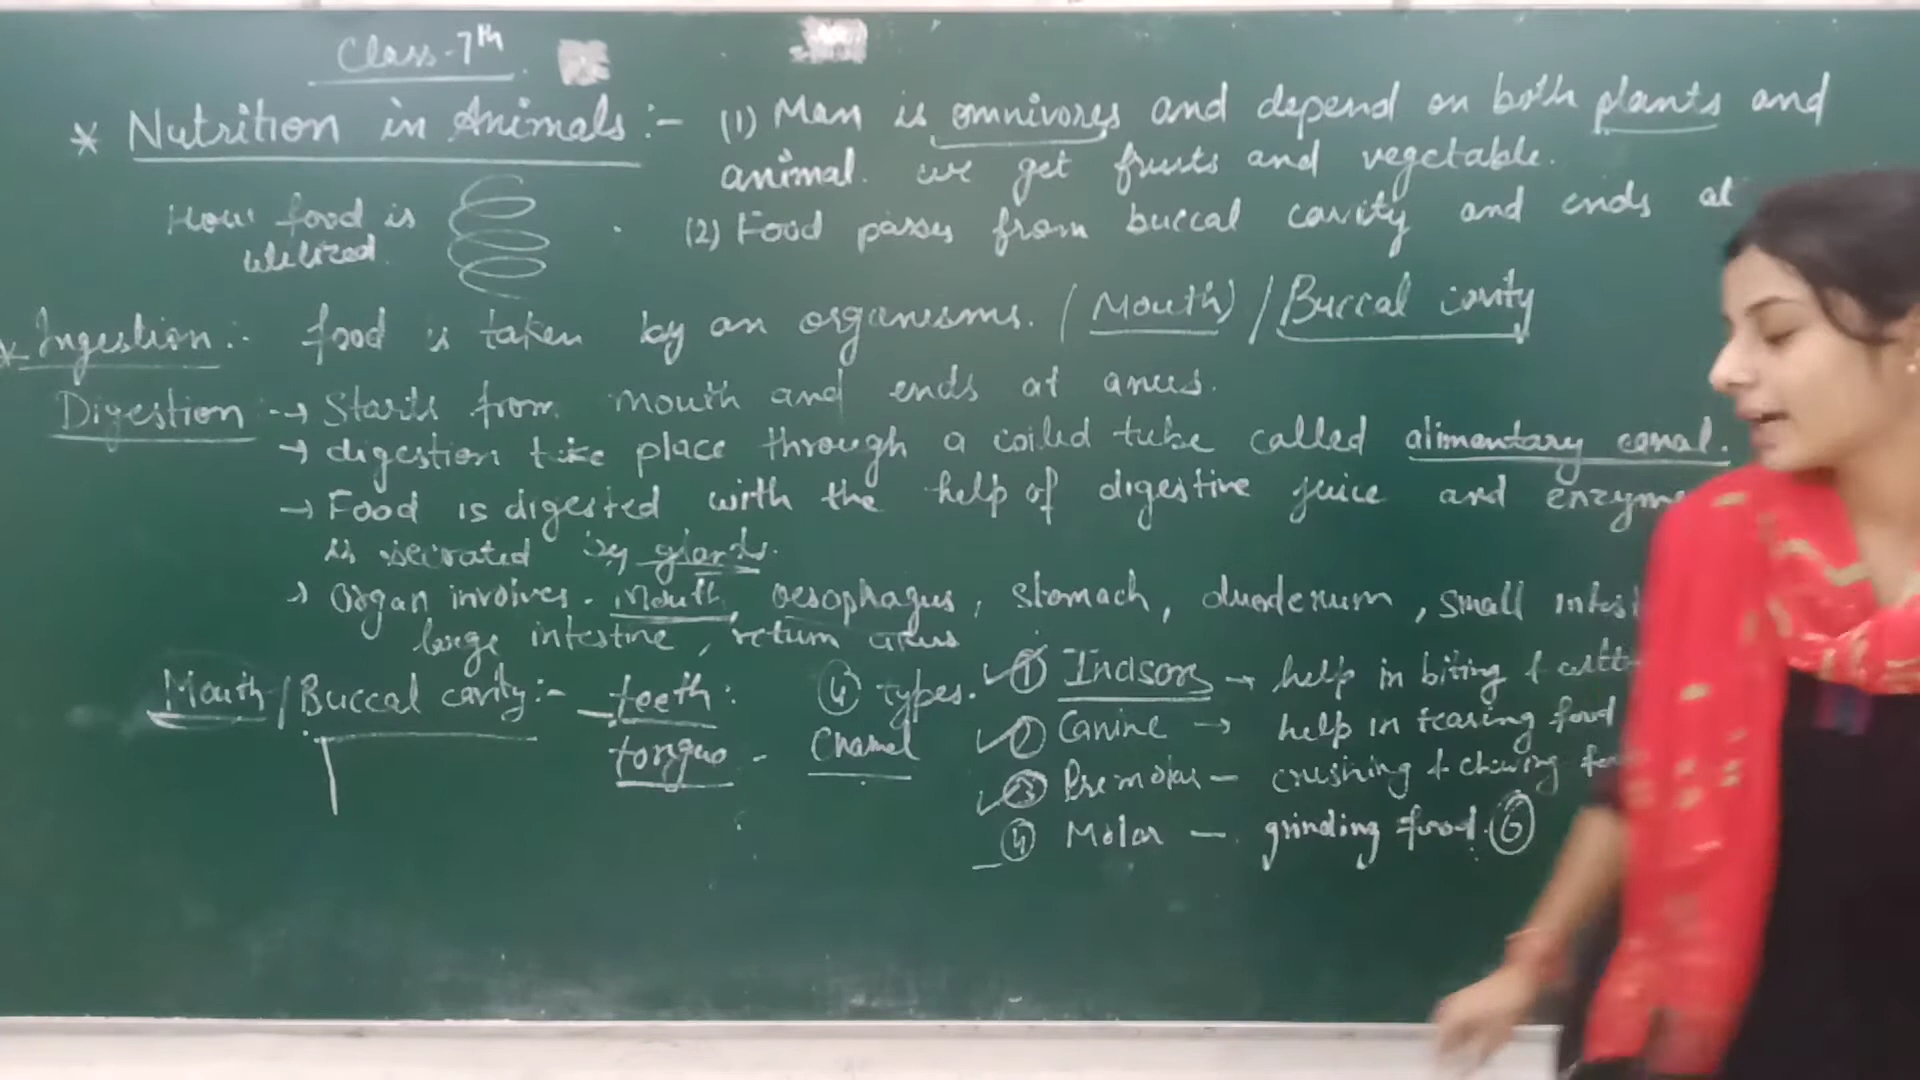 Class-7th
* Nutrition in Animals :- (1) Man is omnivores and depend on both plants and
animal. we get fruits and vegetable.
How food is
utilized.
(2) Food passes from buccal cavity and ends at
* Ingestion :- food is taken by an organisms. (Mouth) / Buccal cavity
Digestion :- → Starts from mouth and ends at anus.
→ digestion take place through a coiled tube called alimentary canal.
→ Food is digested with the help of digestive juice and enzyme
is secreated by glands.
→ Organ involves. Mouth, oesophagus, stomach, duodenum, small intest
large intestine, return anus
Mouth / Buccal cavity :- teeth : ④ types.
tongue -
① Incisors → help in biting & cutt
② Canine → help in tearing food
③ Premolar - crushing & chewing fo
④ Molar - grinding food. ⑥